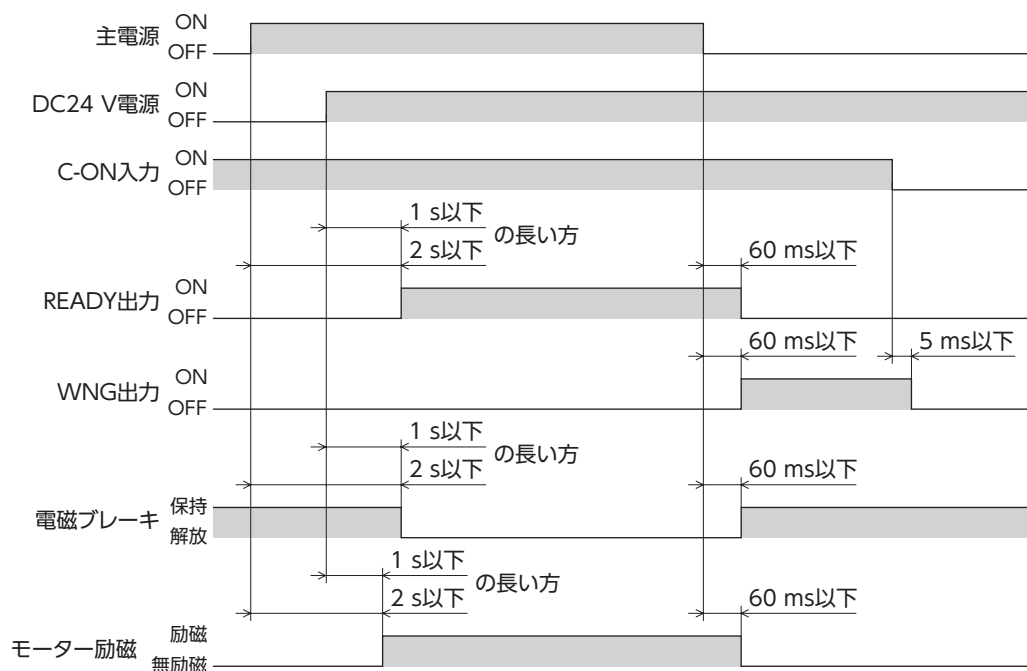 主電源 ON
OFF
DC24 V電源 ON
OFF
C-ON入力 ON
OFF
1 s以下
の長い方
2 s以下
60 ms以下
READY出力 ON
OFF
60 ms以下
5 ms以下
WNG出力 ON
OFF
1 s以下
の長い方
2 s以下
60 ms以下
電磁ブレーキ 保持
解放
1 s以下
の長い方
2 s以下
60 ms以下
モーター励磁 励磁
無励磁